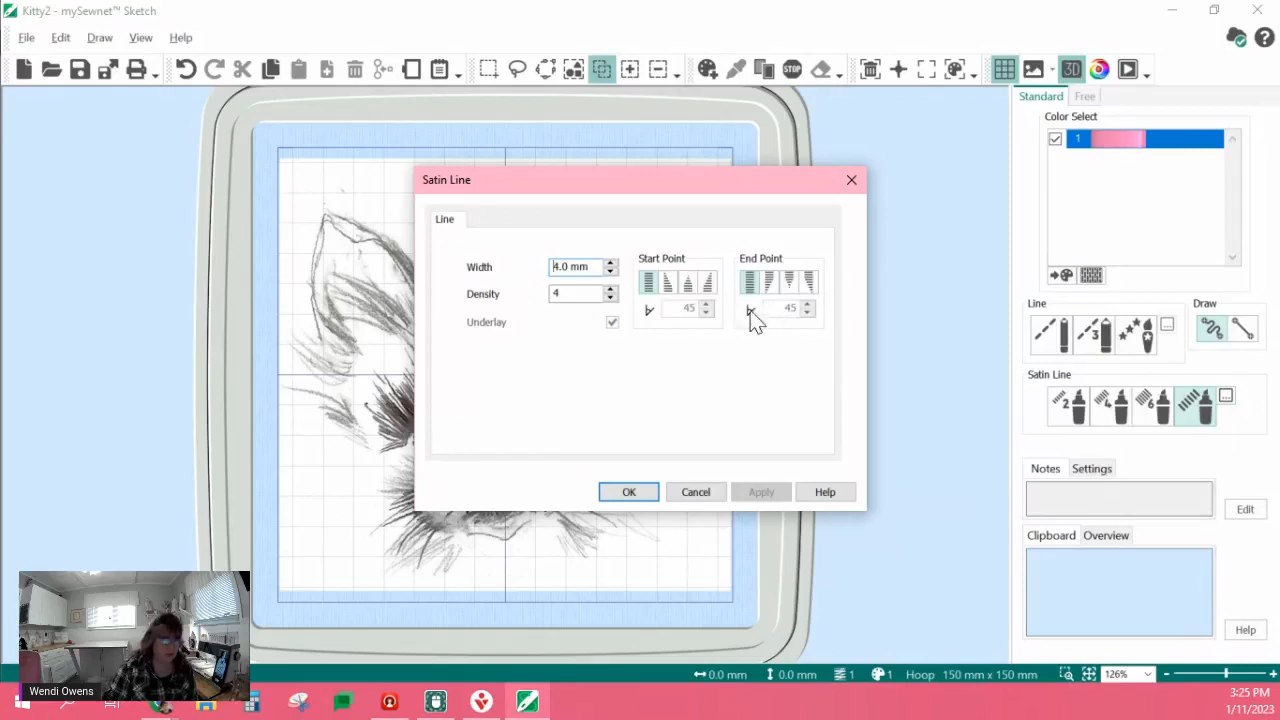 Kitty2 - mySewnet™ Sketch
File Edit Draw View Help
STOP
3D
Standard Free
Color Select
1
Satin Line
Line
Width 4.0 mm
Density 4
Underlay
Start Point
45
End Point
45
OK Cancel Apply Help
Line
3
Draw
Satin Line
2 4 6
Notes Settings
Edit
Clipboard Overview
Help
Wendi Owens
0.0 mm 0.0 mm 1 1 Hoop 150 mm x 150 mm 126%
3:25 PM
1/11/2023